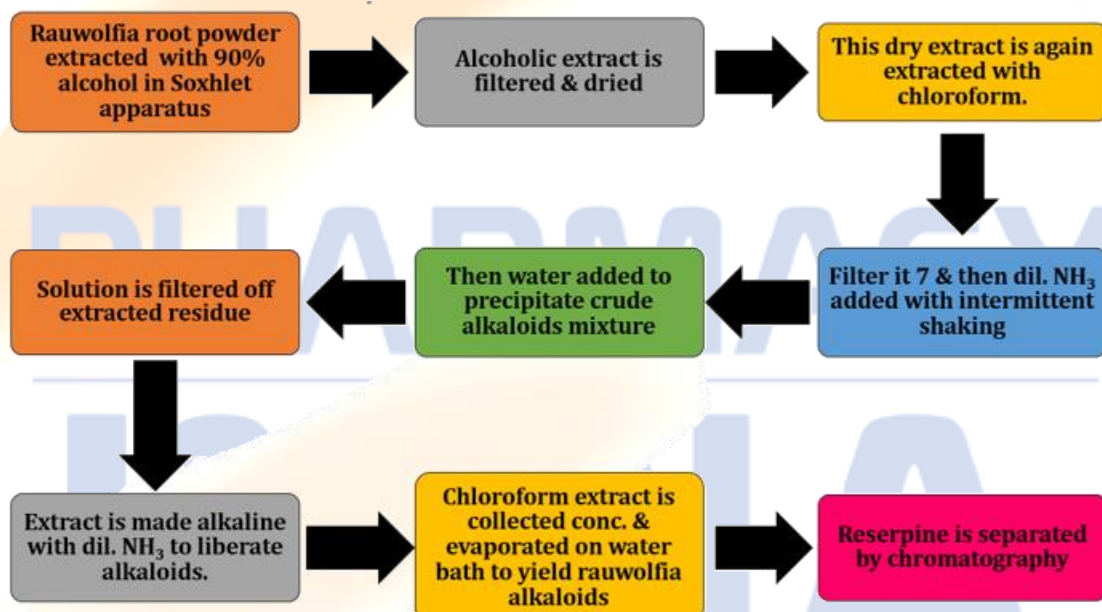 Rauwolfia root powder
extracted with 90%
alcohol in Soxhlet
apparatus
Alcoholic extract is
filtered & dried
This dry extract is again
extracted with
chloroform.
Filter it 7 & then dil. NH₃
added with intermittent
shaking
Then water added to
precipitate crude
alkaloids mixture
Solution is filtered off
extracted residue
Extract is made alkaline
with dil. NH₃ to liberate
alkaloids.
Chloroform extract is
collected conc. &
evaporated on water
bath to yield rauwolfia
alkaloids
Reserpine is separated
by chromatography
PHARMACY